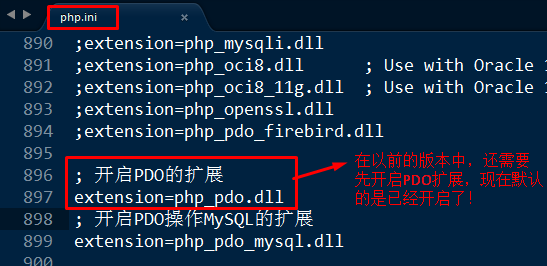 php.ini ×
890 ;extension=php_mysqli.dll
891 ;extension=php_oci8.dll ; Use with Oracle 1
892 ;extension=php_oci8_11g.dll ; Use with Oracle 1
893 ;extension=php_openssl.dll
894 ;extension=php_pdo_firebird.dll
895
896 ; 开启PDO的扩展
897 extension=php_pdo.dll
898 ; 开启PDO操作MySQL的扩展
899 extension=php_pdo_mysql.dll
900
在以前的版本中，还需要
先开启PDO扩展，现在默认
的是已经开启了！